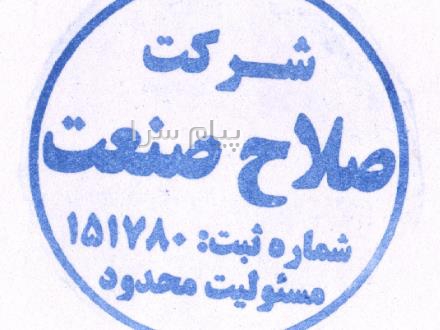 شرکت
صلاح صنعت
پیام سرا
شماره ثبت: ۱۵۱۷۸۰
مسئولیت محدود